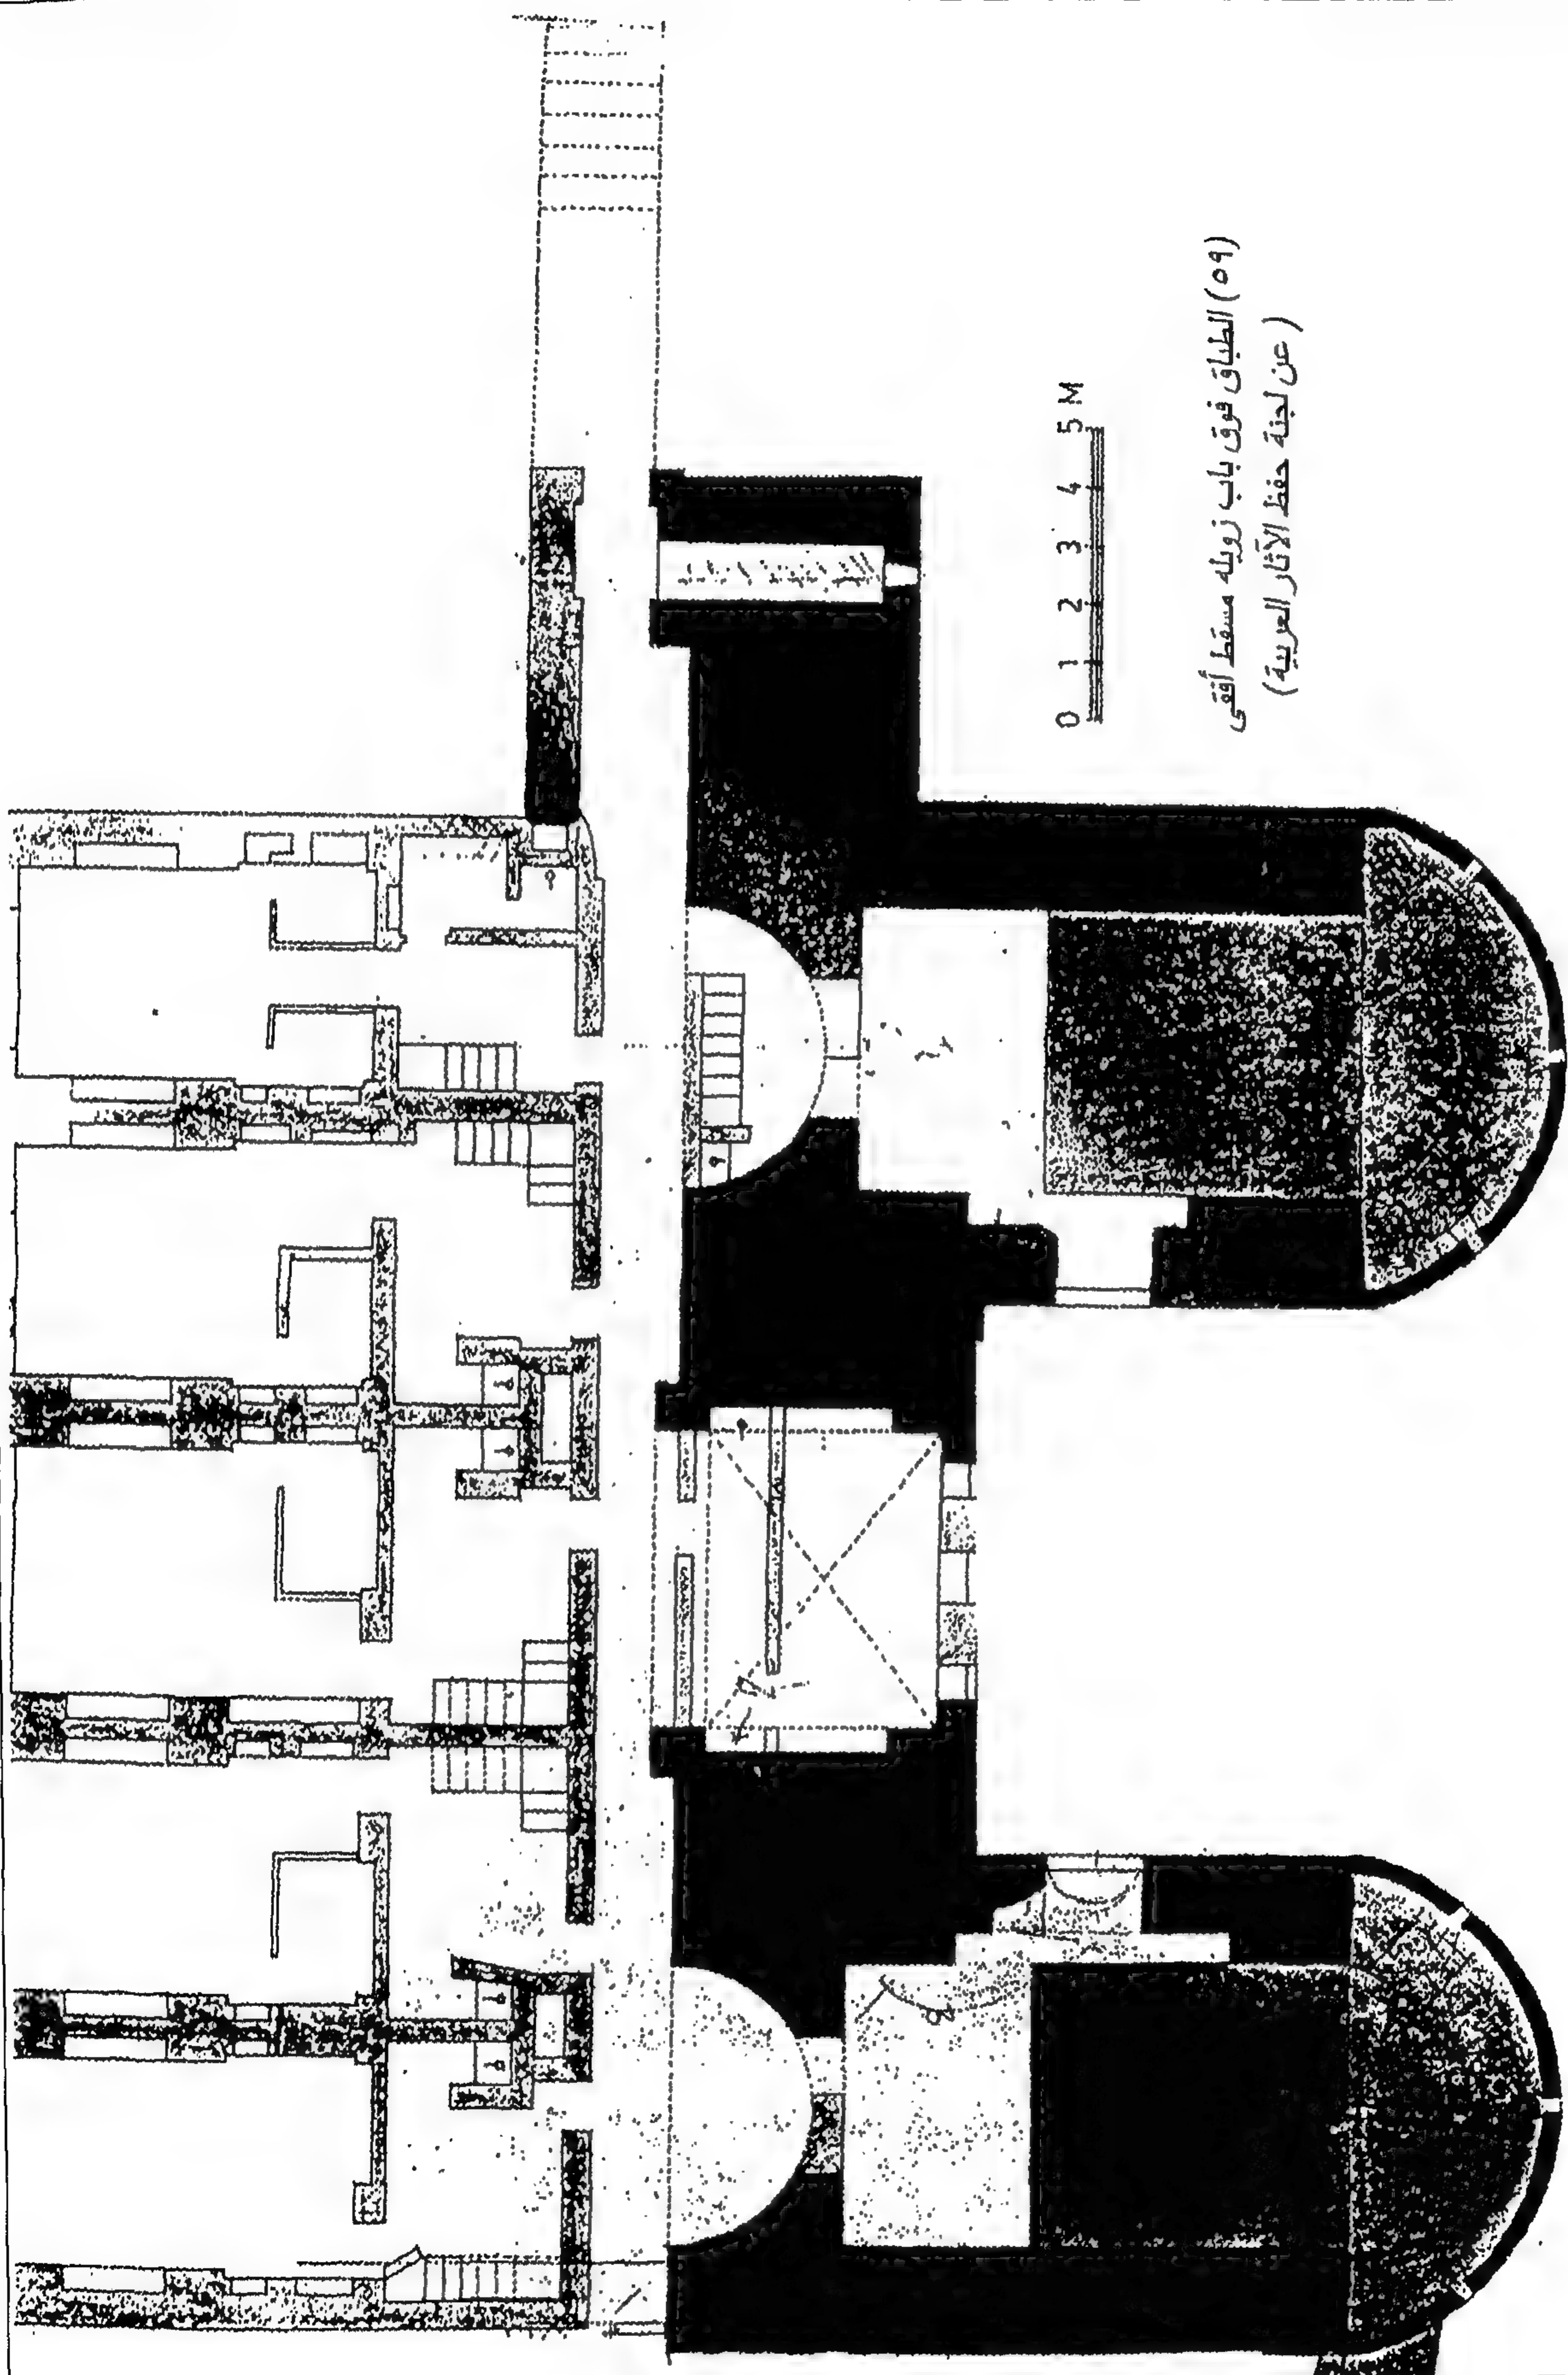 0 1 2 3 4 5 M
(٥٩) الطباق فوق باب زويله مسقط أفقى
(عن لجنة حفظ الآثار العربية)